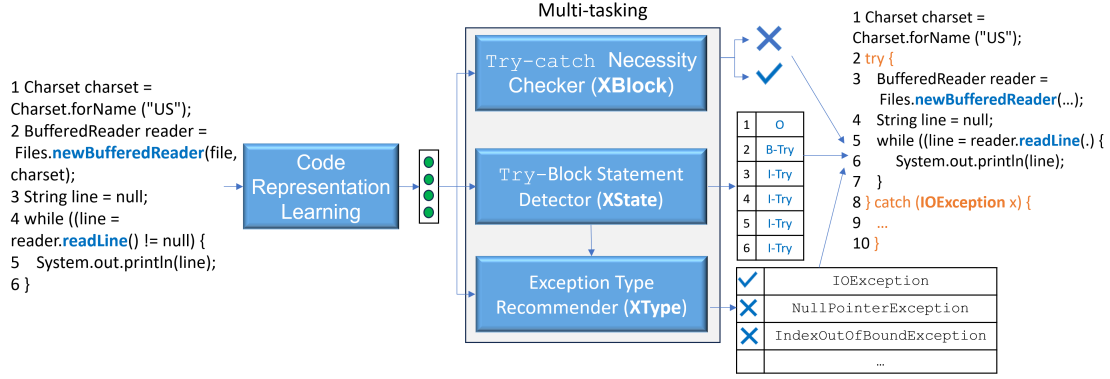 Multi-tasking
1 Charset charset =
Charset.forName ("US");
2 BufferedReader reader =
Files.newBufferedReader(file,
charset);
3 String line = null;
4 while ((line =
reader.readLine() != null) {
5 System.out.println(line);
6 }
Code
Representation
Learning
Try-catch Necessity
Checker (XBlock)
Try-Block Statement
Detector (XState)
Exception Type
Recommender (XType)
1 O
2 B-Try
3 I-Try
4 I-Try
5 I-Try
6 I-Try
IOException
NullPointerException
IndexOutOfBoundException
…
1 Charset charset =
Charset.forName ("US");
2 try {
3 BufferedReader reader =
Files.newBufferedReader(…);
4 String line = null;
5 while ((line = reader.readLine(.) {
6 System.out.println(line);
7 }
8 } catch (IOException x) {
9 …
10 }